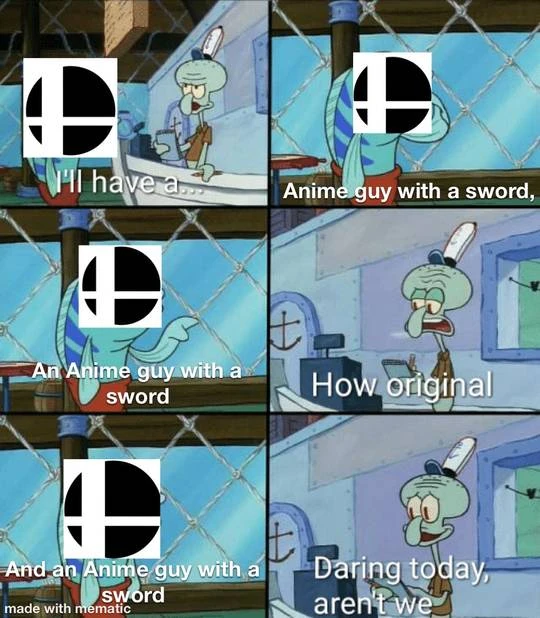 I'll have a...
Anime guy with a sword,
An Anime guy with a
sword
How original
And an Anime guy with a
sword
made with mematic
Daring today,
aren't we